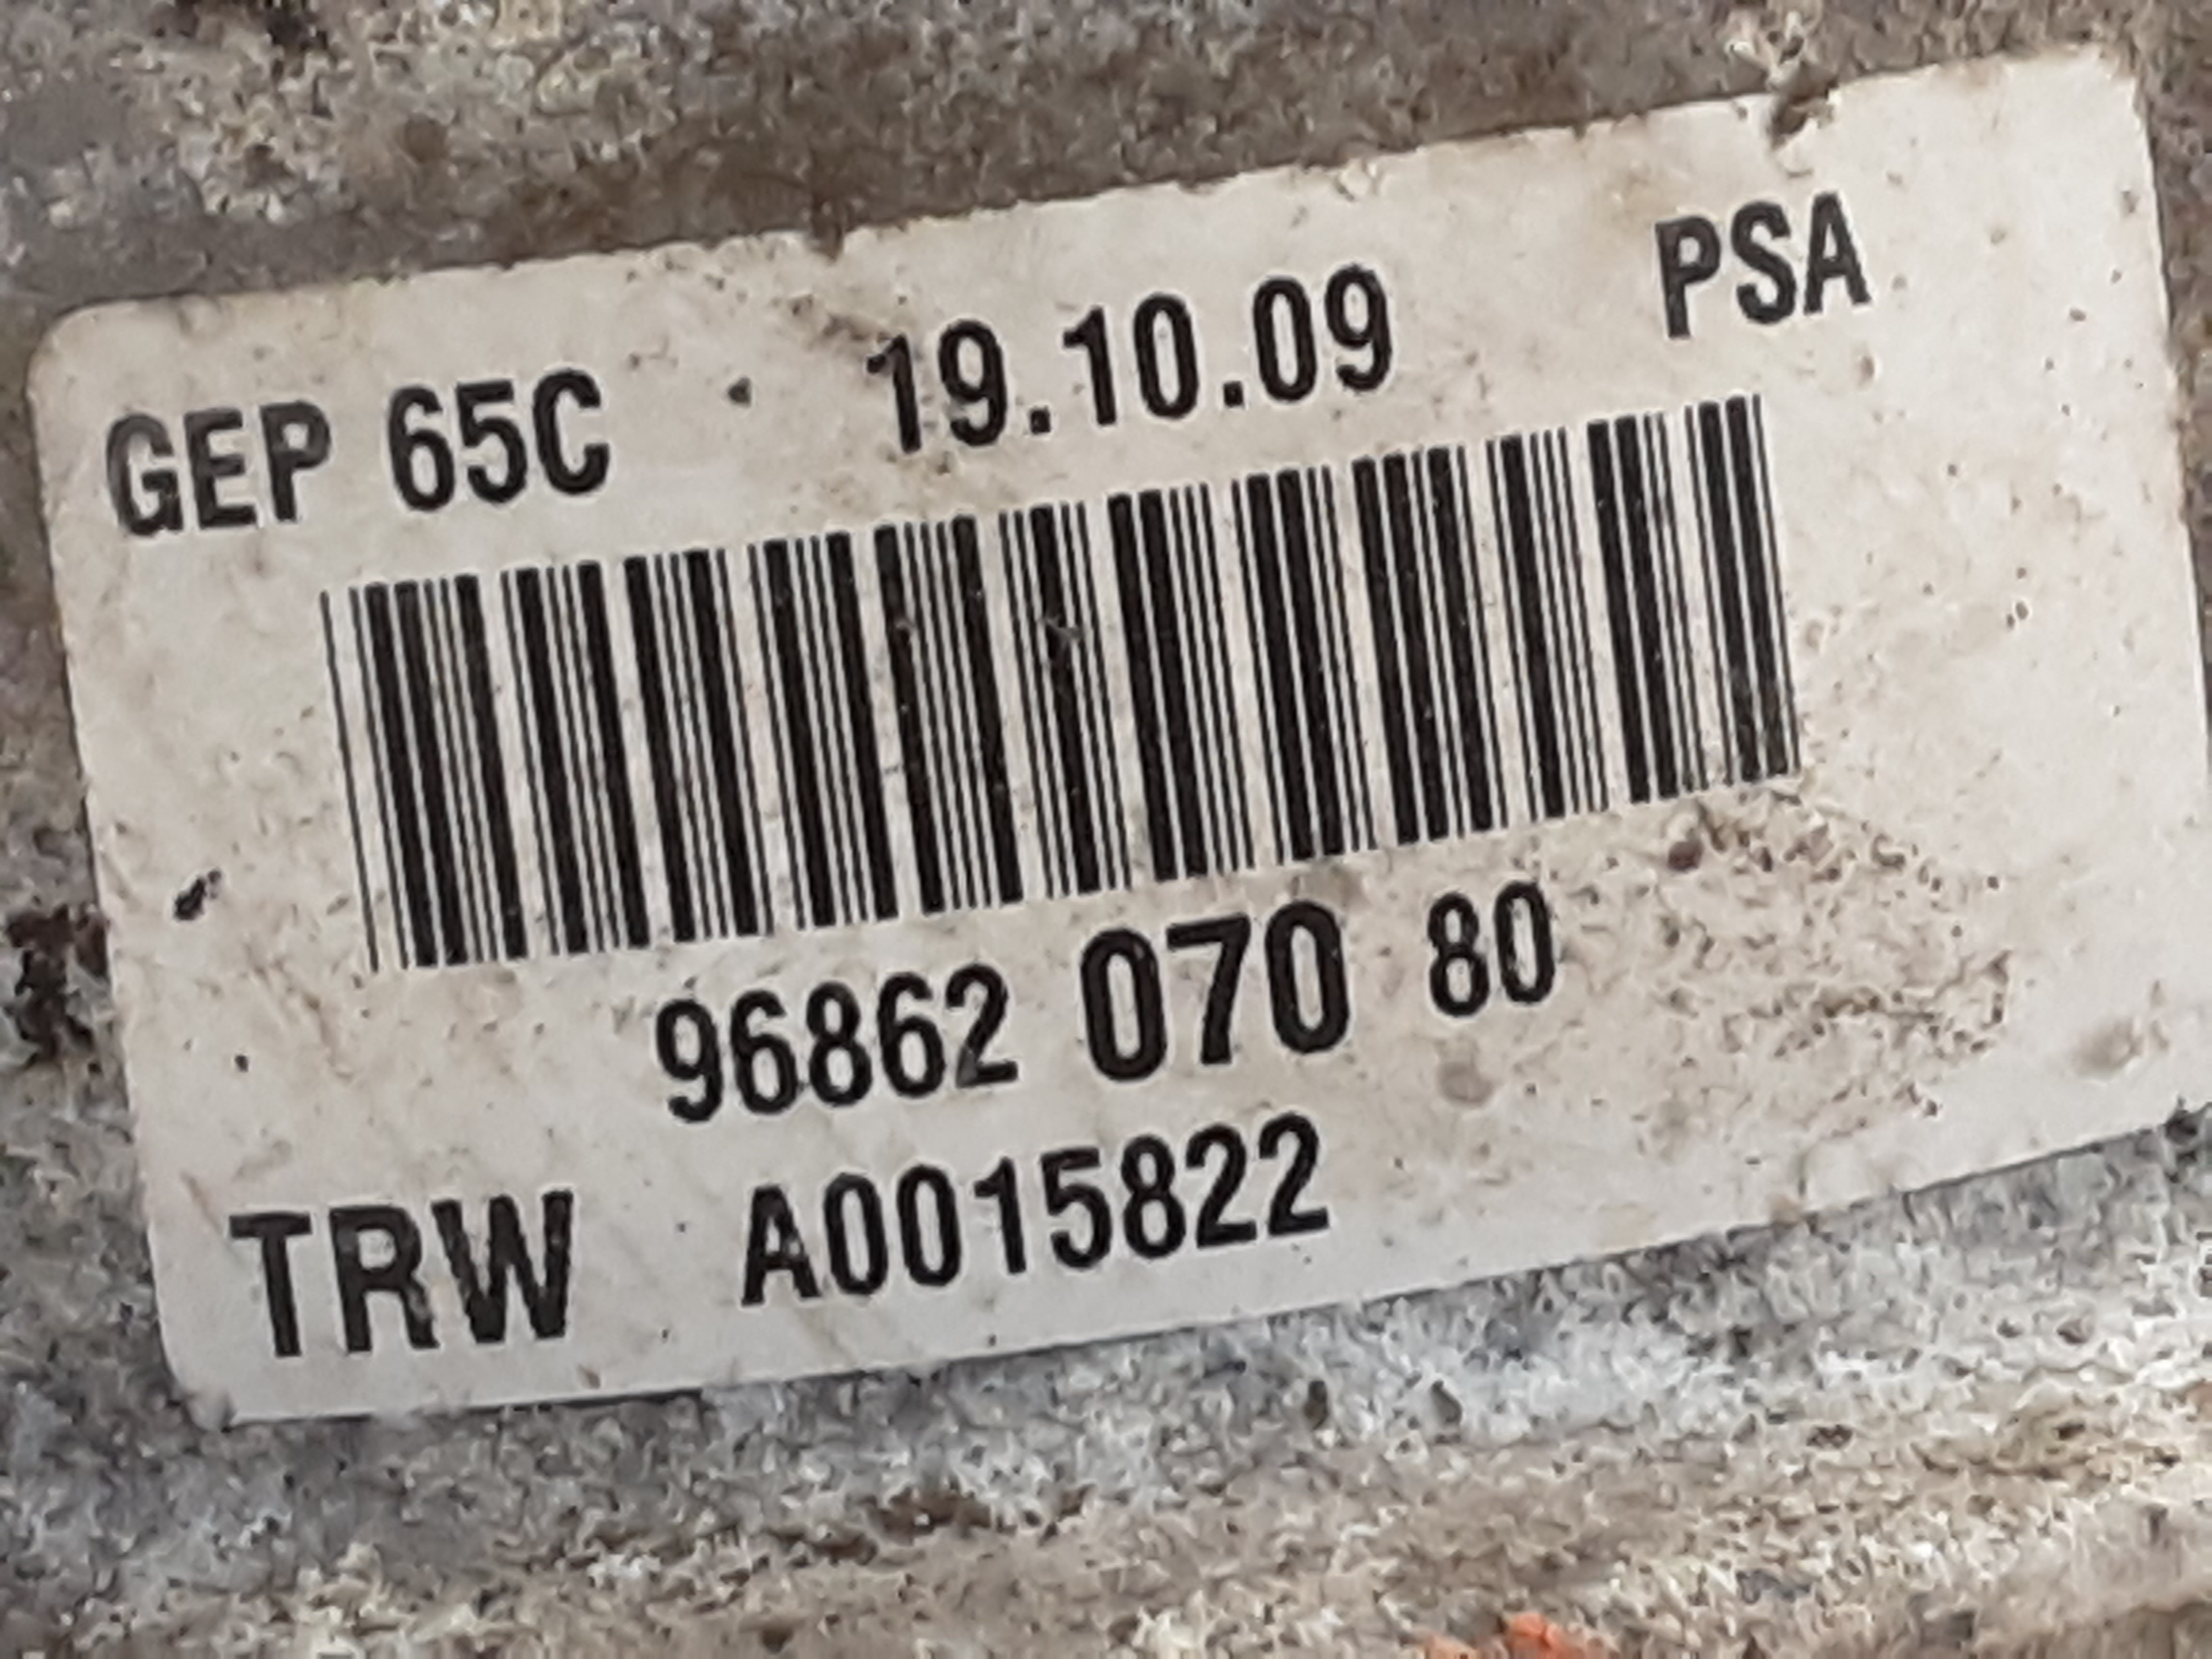 GEP 65C 19.10.09 PSA
96862 070 80
TRW A0015822